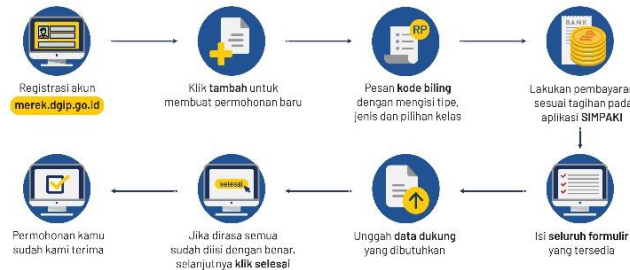 RP
BANK
Registrasi akun
merek.dgip.go.id
Klik tambah untuk
membuat permohonan baru
Pesan kode biling
dengan mengisi tipe,
jenis dan pilihan kelas
Lakukan pembayaran
sesuai tagihan pada
aplikasi SIMPAKI
selesai
Permohonan kamu
sudah kami terima
Jika dirasa semua
sudah diisi dengan benar,
selanjutnya klik selesai
Unggah data dukung
yang dibutuhkan
Isi seluruh formulir
yang tersedia